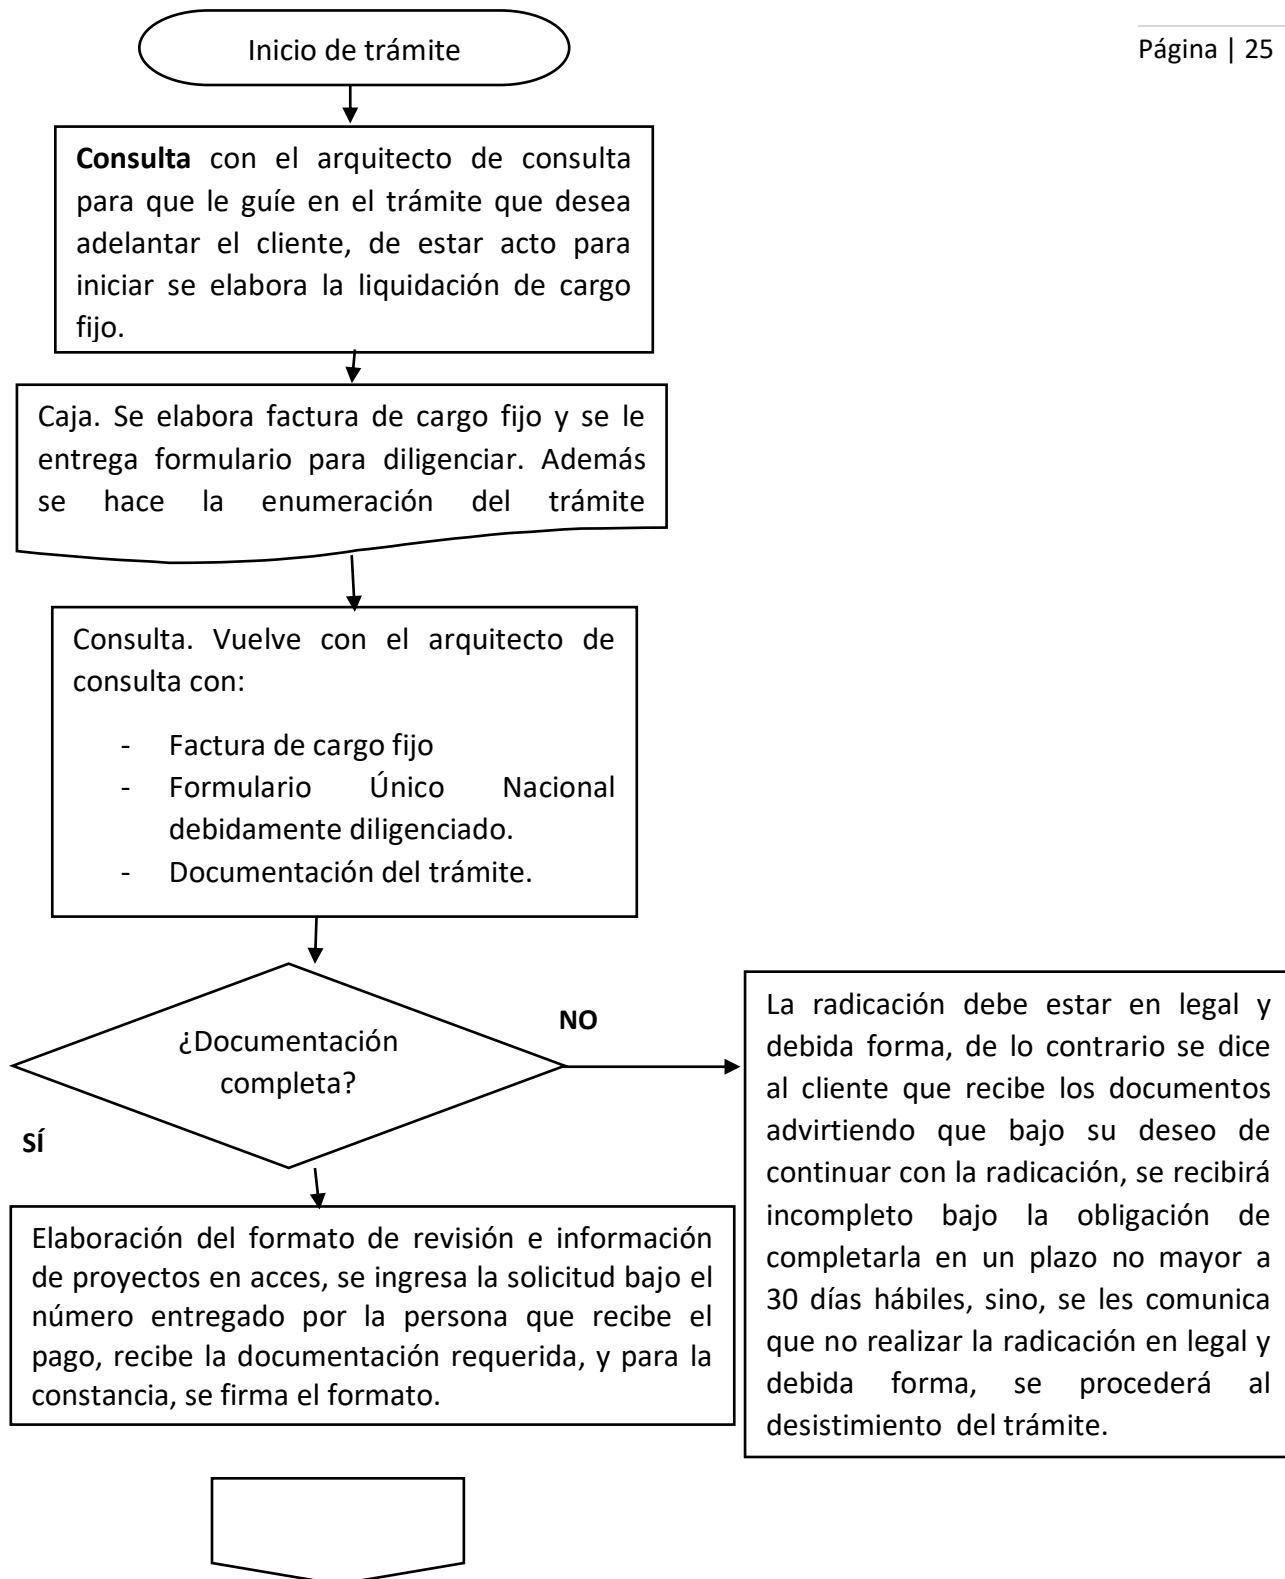 Página | 25
Inicio de trámite
Consulta con el arquitecto de consulta
para que le guíe en el trámite que desea
adelantar el cliente, de estar acto para
iniciar se elabora la liquidación de cargo
fijo.
Caja. Se elabora factura de cargo fijo y se le
entrega formulario para diligenciar. Además
se hace la enumeración del trámite
Consulta. Vuelve con el arquitecto de
consulta con:
- Factura de cargo fijo
- Formulario Único Nacional
debidamente diligenciado.
- Documentación del trámite.
¿Documentación
completa?
NO
SÍ
La radicación debe estar en legal y
debida forma, de lo contrario se dice
al cliente que recibe los documentos
advirtiendo que bajo su deseo de
continuar con la radicación, se recibirá
incompleto bajo la obligación de
completarla en un plazo no mayor a
30 días hábiles, sino, se les comunica
que no realizar la radicación en legal y
debida forma, se procederá al
desistimiento del trámite.
Elaboración del formato de revisión e información
de proyectos en acces, se ingresa la solicitud bajo el
número entregado por la persona que recibe el
pago, recibe la documentación requerida, y para la
constancia, se firma el formato.